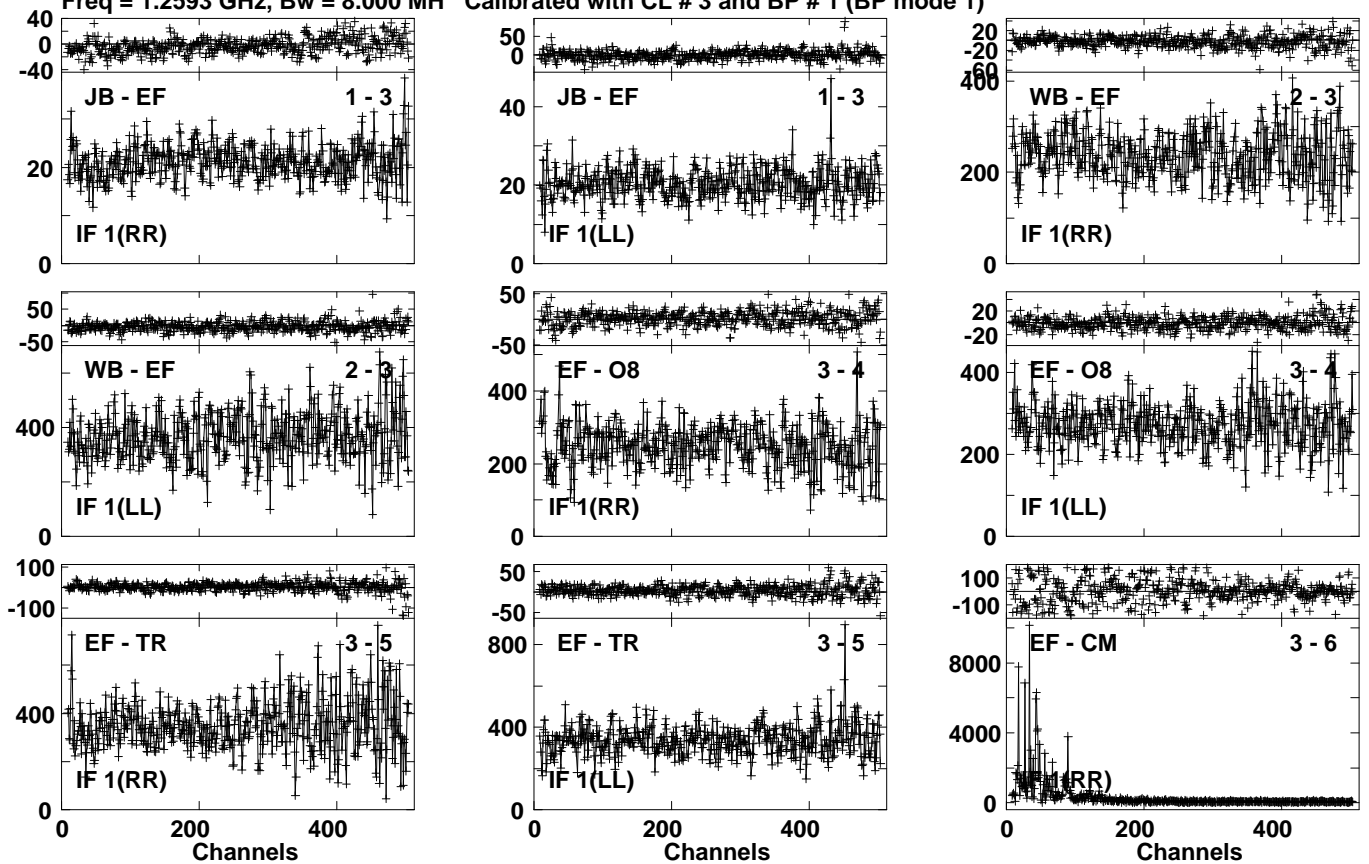 Freq = 1.2593 GHz, Bw = 8.000 MH Calibrated with CL # 3 and BP # 1 (BP mode 1)
40
0
-40
50
0
20
-20
-60
JB - EF 1 - 3
20
0
IF 1(RR)
JB - EF 1 - 3
40
20
0
IF 1(LL)
WB - EF 2 - 3
400
200
0
IF 1(RR)
50
-50
50
-50
20
-20
WB - EF 2 - 3
400
0
IF 1(LL)
EF - O8 3 - 4
400
200
0
IF 1(RR)
EF - O8 3 - 4
400
200
0
IF 1(LL)
100
-100
50
-50
100
-100
EF - TR 3 - 5
400
0
IF 1(RR)
EF - TR 3 - 5
800
400
0
IF 1(LL)
EF - CM 3 - 6
8000
4000
0
IF 1(RR)
0 200 400
0 200 400
0 200 400
Channels Channels Channels